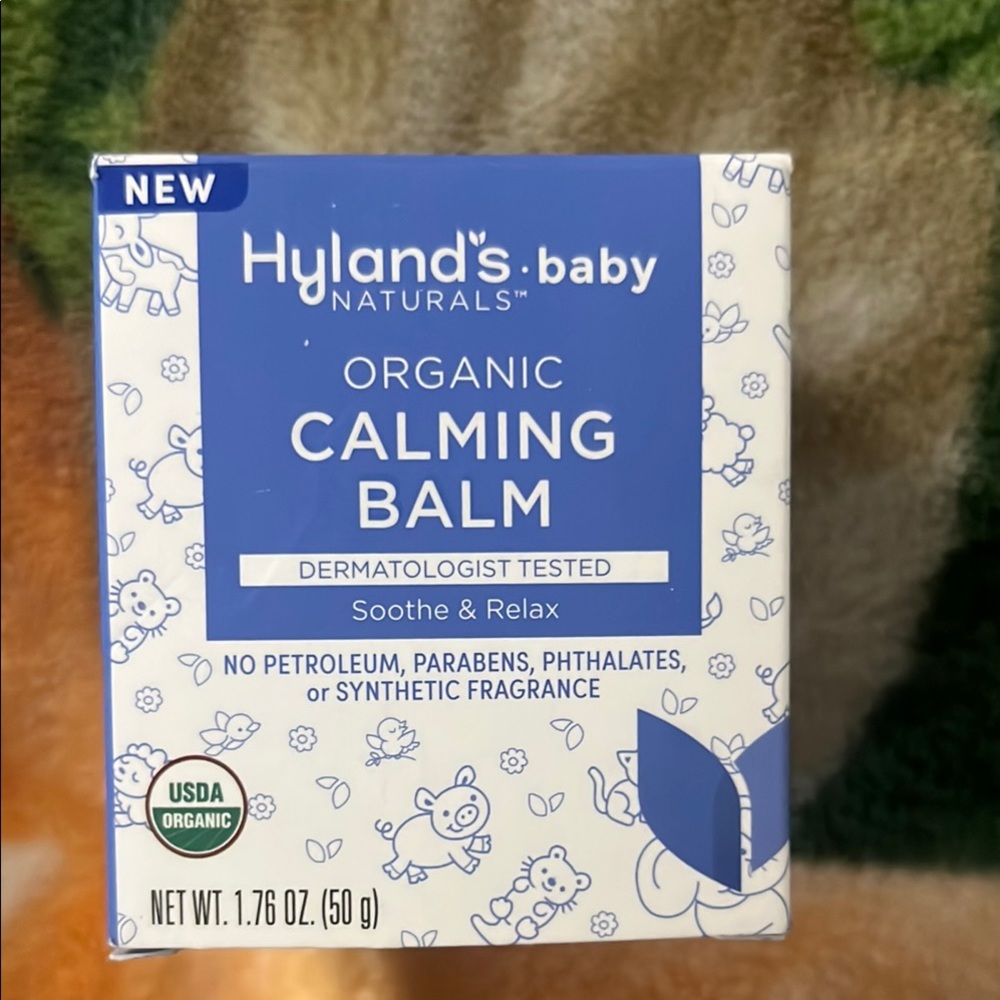 NEW
Hyland's · baby
NATURALS™
ORGANIC
CALMING
BALM
DERMATOLOGIST TESTED
Soothe & Relax
NO PETROLEUM, PARABENS, PHTHALATES,
or SYNTHETIC FRAGRANCE
USDA
ORGANIC
NET WT. 1.76 OZ. (50 g)